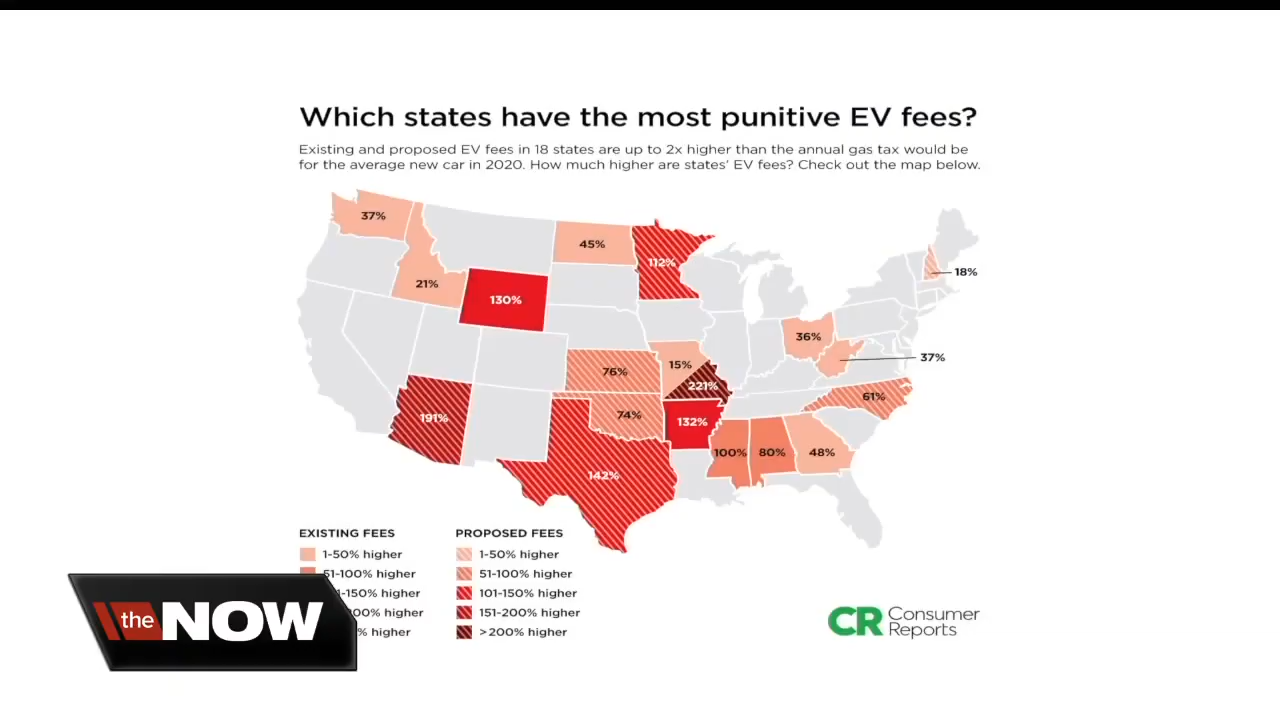 Which states have the most punitive EV fees?
Existing and proposed EV fees in 18 states are up to 2x higher than the annual gas tax would be
for the average new car in 2020. How much higher are states' EV fees? Check out the map below.
37%
45%
112%
21%
130%
18%
36%
37%
15%
76%
221%
61%
191%
74%
132%
100%
80%
48%
142%
EXISTING FEES
1-50% higher
51-100% higher
-150% higher
00% higher
% higher
PROPOSED FEES
1-50% higher
51-100% higher
101-150% higher
151-200% higher
>200% higher
the NOW
CR Consumer
Reports